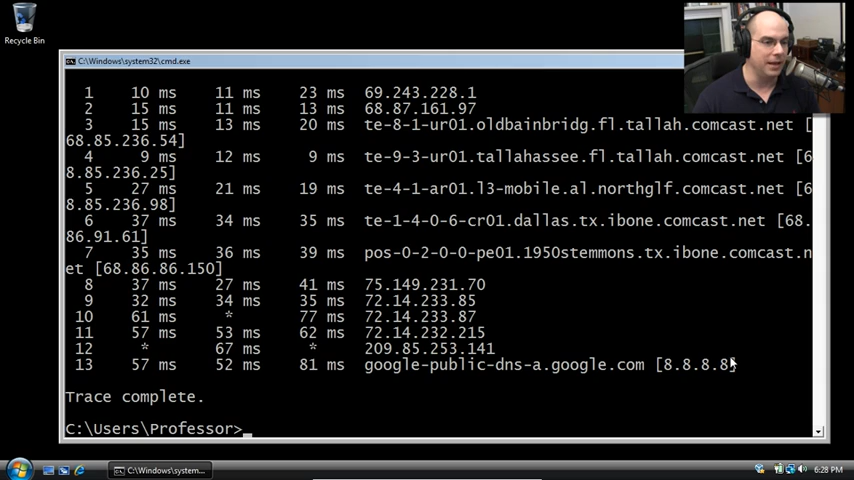 Recycle Bin
C:\Windows\system32\cmd.exe
1 10 ms 11 ms 23 ms 69.243.228.1
2 15 ms 11 ms 13 ms 68.87.161.97
3 15 ms 13 ms 20 ms te-8-1-ur01.oldbainbridg.fl.tallah.comcast.net [
68.85.236.54]
4 9 ms 12 ms 9 ms te-9-3-ur01.tallahassee.fl.tallah.comcast.net [6
8.85.236.25]
5 27 ms 21 ms 19 ms te-4-1-ar01.l3-mobile.al.northglf.comcast.net [6
8.85.236.98]
6 37 ms 34 ms 35 ms te-1-4-0-6-cr01.dallas.tx.ibone.comcast.net [68.
86.91.61]
7 35 ms 36 ms 39 ms pos-0-2-0-0-pe01.1950stemmons.tx.ibone.comcast.n
et [68.86.86.150]
8 37 ms 27 ms 41 ms 75.149.231.70
9 32 ms 34 ms 35 ms 72.14.233.85
10 61 ms * 77 ms 72.14.233.87
11 57 ms 53 ms 62 ms 72.14.232.215
12 * 67 ms * 209.85.253.141
13 57 ms 52 ms 81 ms google-public-dns-a.google.com [8.8.8.8]
Trace complete.
C:\Users\Professor>_
C:\Windows\system...
6:28 PM